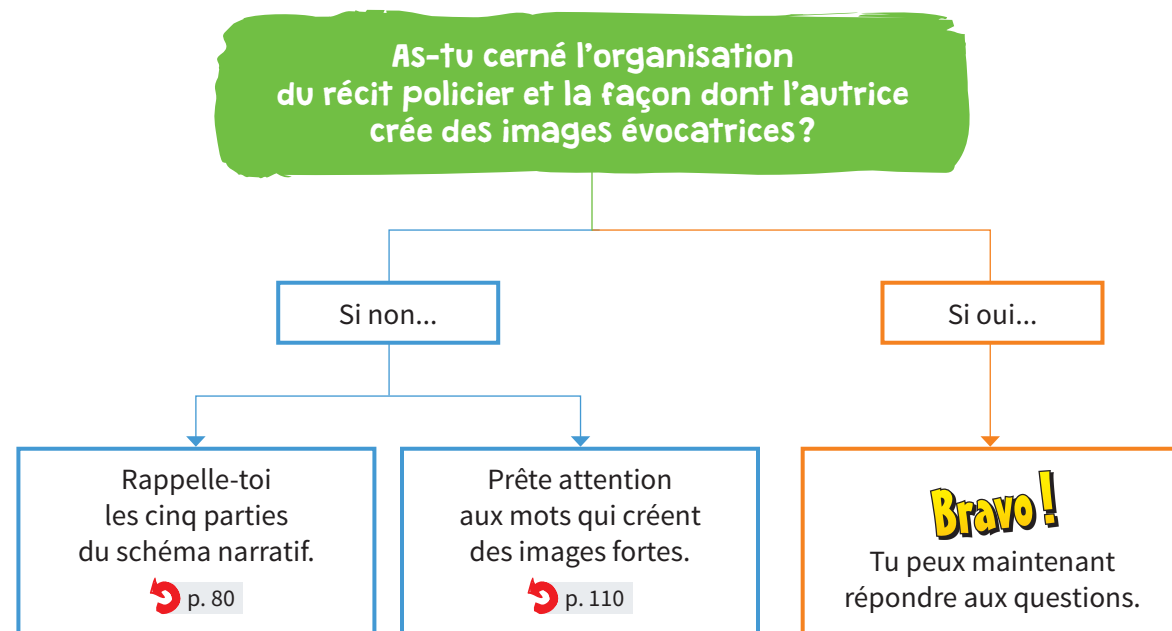 As-tu cerné l'organisation
du récit policier et la façon dont l'autrice
crée des images évocatrices?
Si non...
Si oui...
Rappelle-toi
les cinq parties
du schéma narratif.
p. 80
Prête attention
aux mots qui créent
des images fortes.
p. 110
Bravo!
Tu peux maintenant
répondre aux questions.